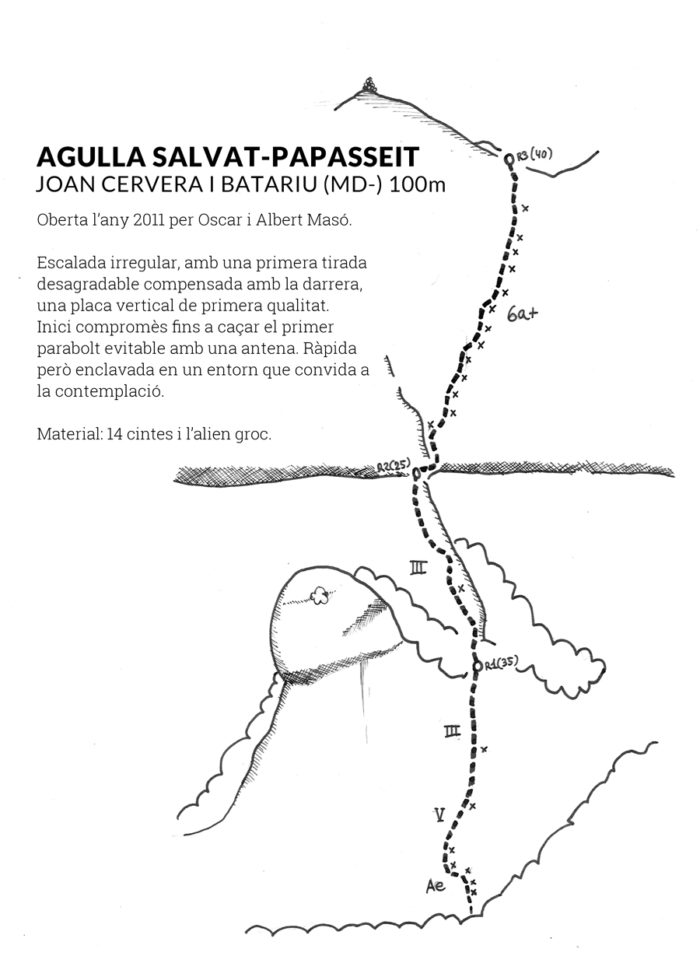 AGULLA SALVAT-PAPASSEIT
JOAN CERVERA I BATARIU (MD-) 100m
Oberta l'any 2011 per Oscar i Albert Masó.
Escalada irregular, amb una primera tirada
desagradable compensada amb la darrera,
una placa vertical de primera qualitat.
Inici compromès fins a caçar el primer
parabolt evitable amb una antena. Ràpida
però enclavada en un entorn que convida a
la contemplació.
Material: 14 cintes i l'alien groc.
R3(40)
6a+
R2(25)
III
R1(35)
III
V
Ae